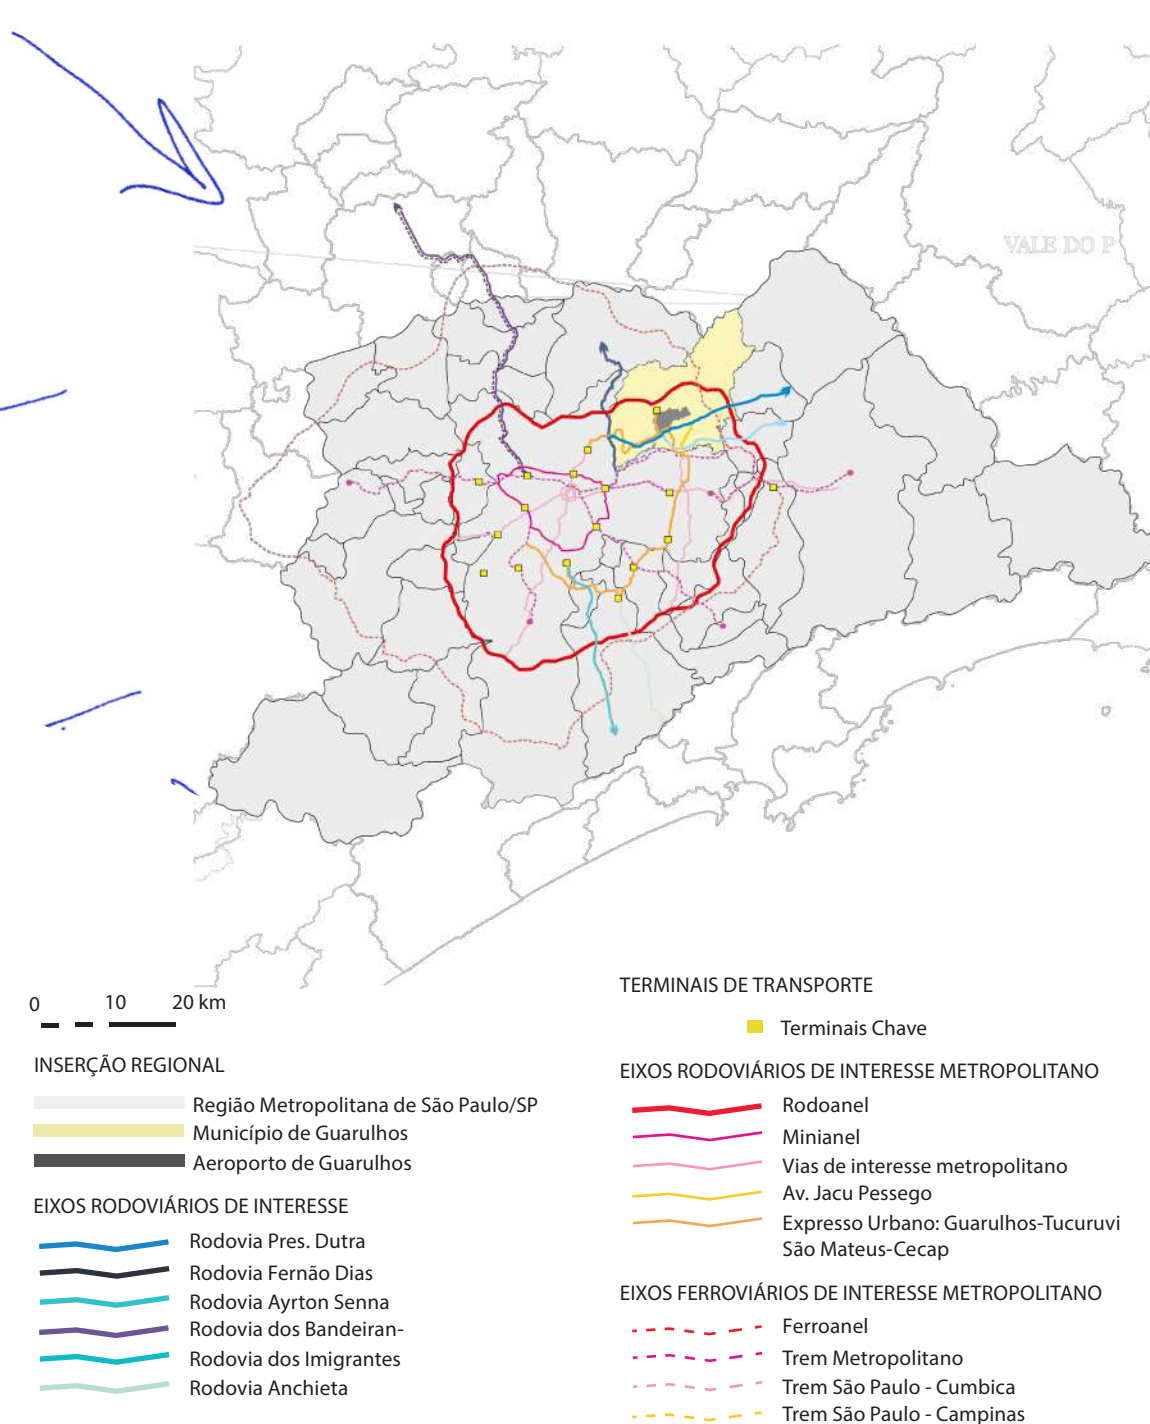 VALE DO P
0 10 20 km
INSERÇÃO REGIONAL
Região Metropolitana de São Paulo/SP
Município de Guarulhos
Aeroporto de Guarulhos
EIXOS RODOVIÁRIOS DE INTERESSE
Rodovia Pres. Dutra
Rodovia Fernão Dias
Rodovia Ayrton Senna
Rodovia dos Bandeiran-
Rodovia dos Imigrantes
Rodovia Anchieta
TERMINAIS DE TRANSPORTE
Terminais Chave
EIXOS RODOVIÁRIOS DE INTERESSE METROPOLITANO
Rodoanel
Minianel
Vias de interesse metropolitano
Av. Jacu Pessego
Expresso Urbano: Guarulhos-Tucuruvi
São Mateus-Cecap
EIXOS FERROVIÁRIOS DE INTERESSE METROPOLITANO
Ferroanel
Trem Metropolitano
Trem São Paulo - Cumbica
Trem São Paulo - Campinas